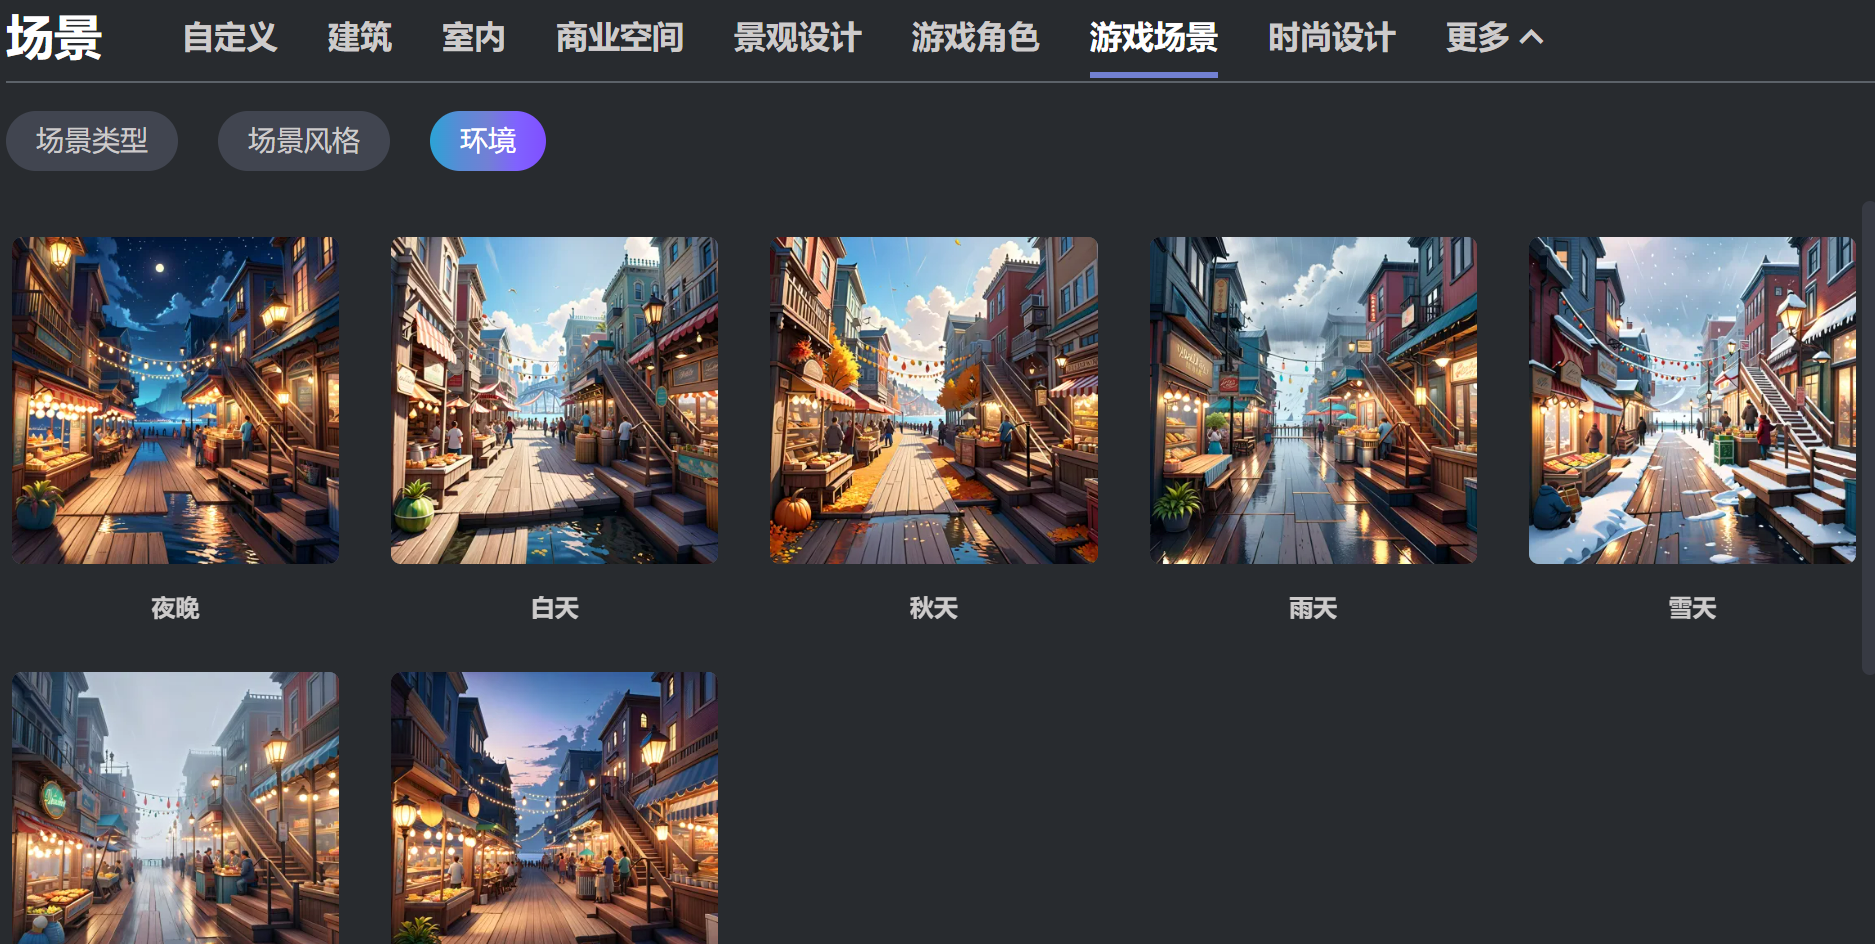 场景 自定义 建筑 室内 商业空间 景观设计 游戏角色 游戏场景 时尚设计 更多
场景类型 场景风格 环境
夜晚 白天 秋天 雨天 雪天